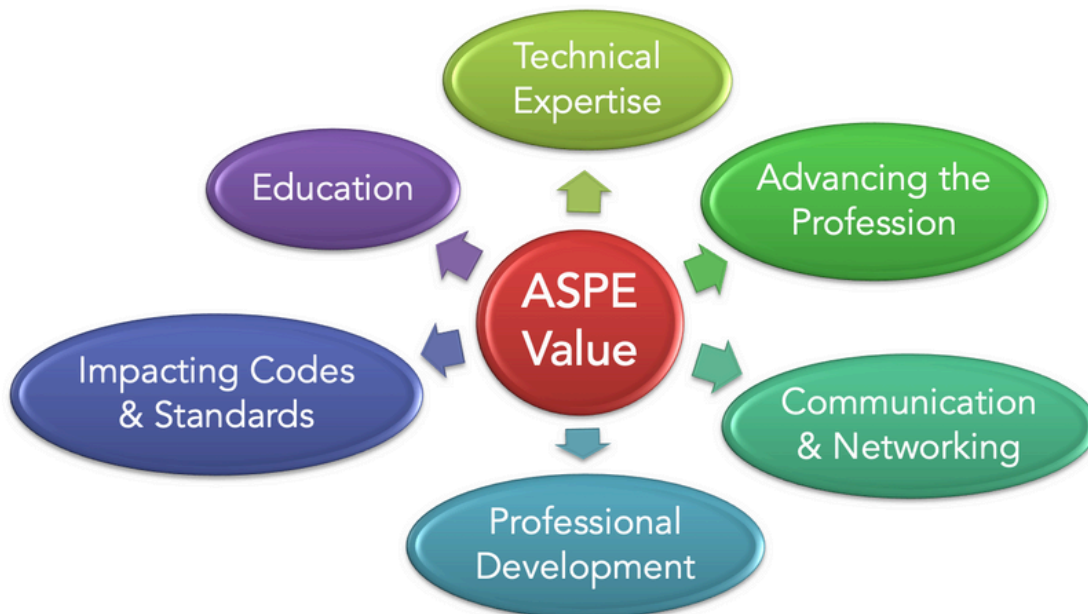 Technical
Expertise
Education
Advancing the
Profession
ASPE
Value
Impacting Codes
& Standards
Communication
& Networking
Professional
Development